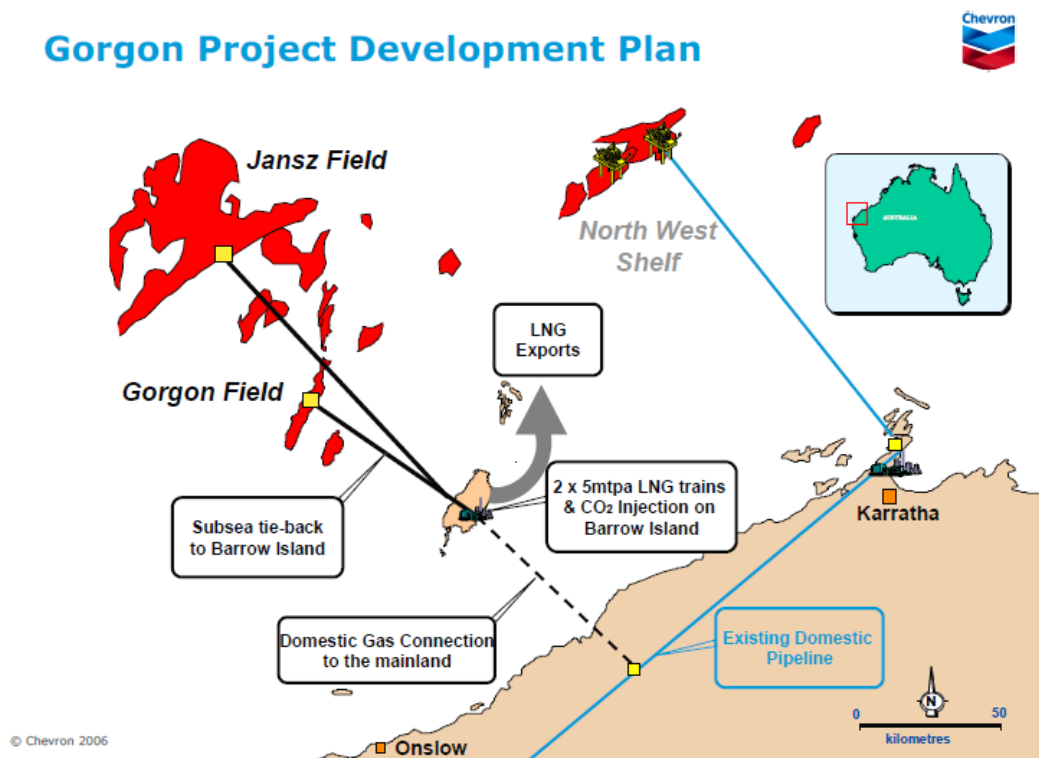 Gorgon Project Development Plan
Chevron
Jansz Field
North West
Shelf
AUSTRALIA
LNG
Exports
Gorgon Field
2 x 5mtpa LNG trains
& CO₂ Injection on
Barrow Island
Subsea tie-back
to Barrow Island
Karratha
Domestic Gas Connection
to the mainland
Existing Domestic
Pipeline
N
0 50
kilometres
Onslow
© Chevron 2006